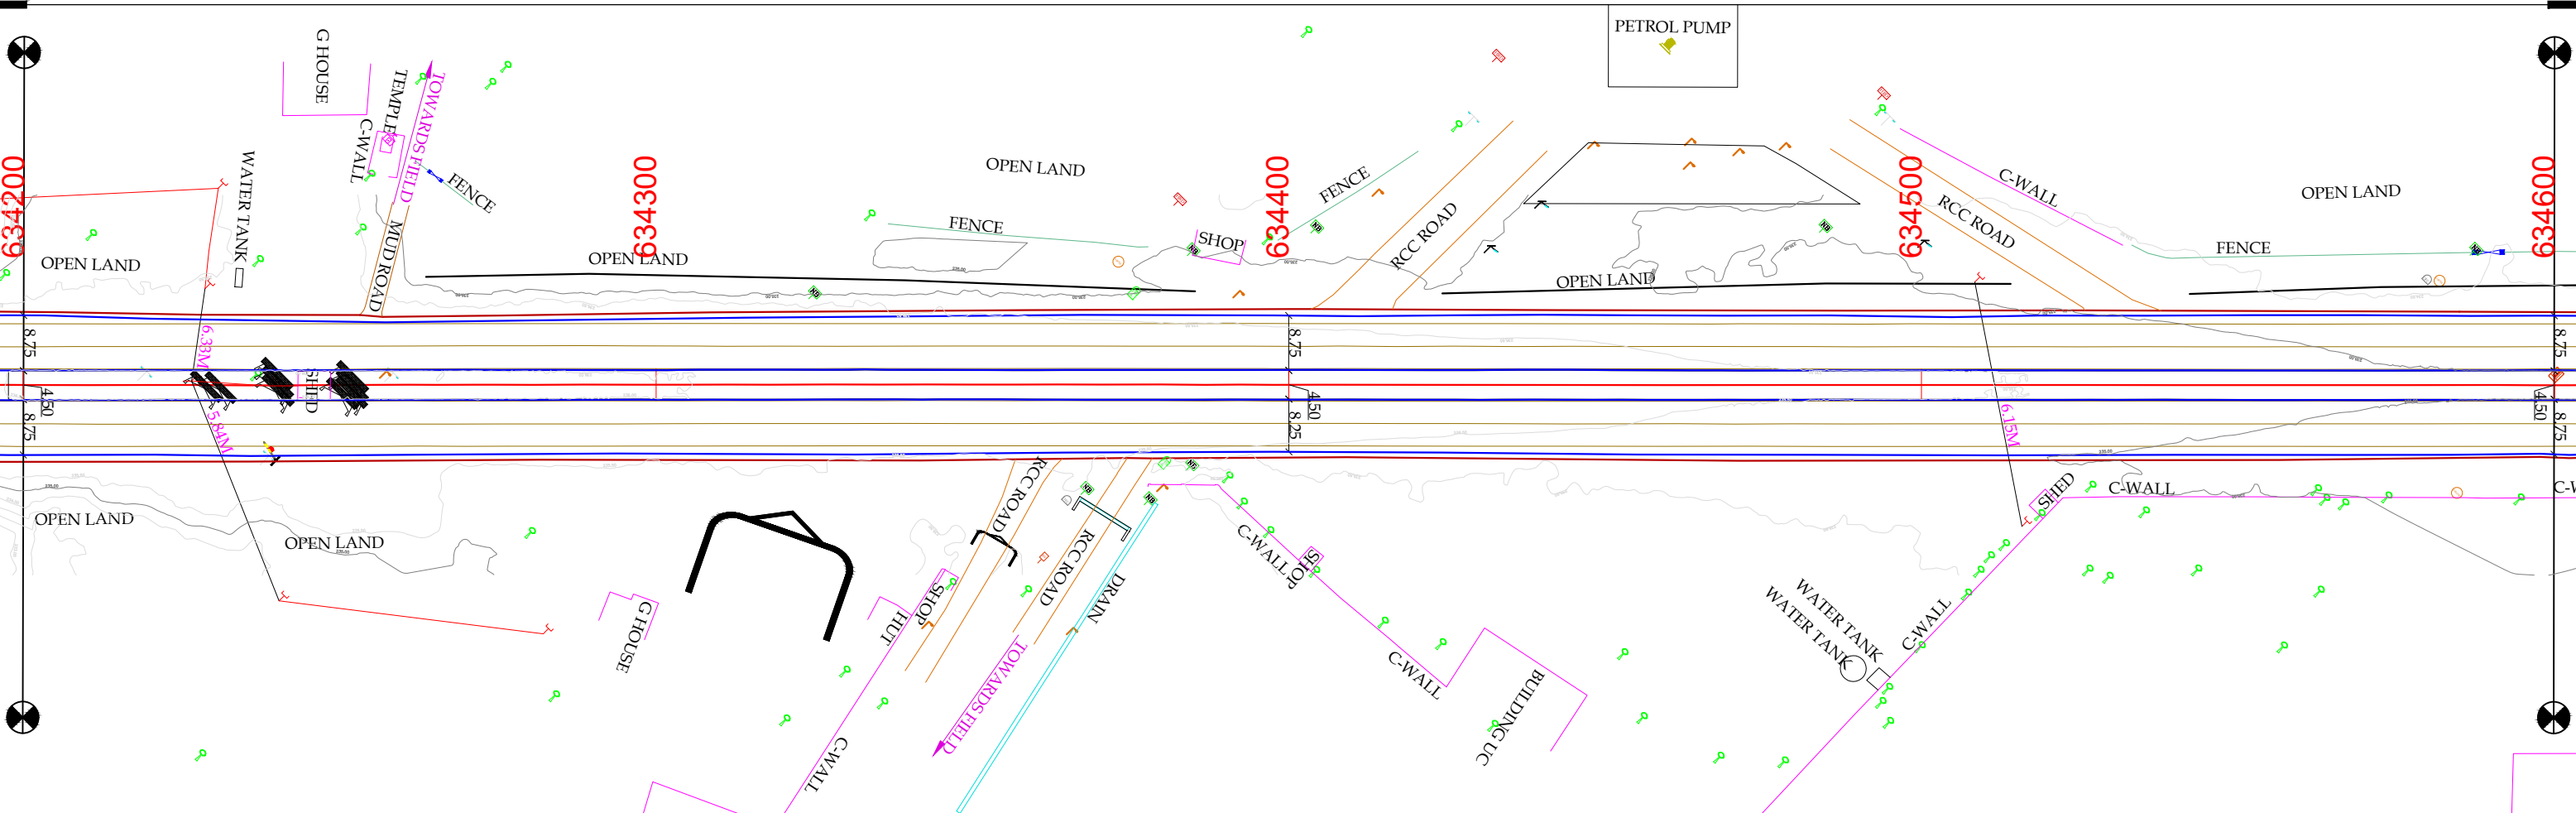 PETROL PUMP
G HOUSE
TEMPLE
TOWARDS FIELD
C-WALL
WATER TANK
634200
634300
634400
634500
634600
OPEN LAND
FENCE
FENCE
C-WALL
FENCE
OPEN LAND
RCC ROAD
RCC ROAD
MUD ROAD
FENCE
SHOP
FENCE
OPEN LAND
OPEN LAND
OPEN LAND
8.75
6.33M
8.75
8.75
SHED
4.50
4.50
4.50
8.75
5.84M
8.25
6.15M
8.75
OPEN LAND
OPEN LAND
RCC ROAD
RCC ROAD
DRAIN
C-WALL
SHOP
SHED
C-WALL
G HOUSE
HUT
SHOP
TOWARDS FIELD
C-WALL
C-WALL
BUILDING UC
WATER TANK
WATER TANK
C-WALL